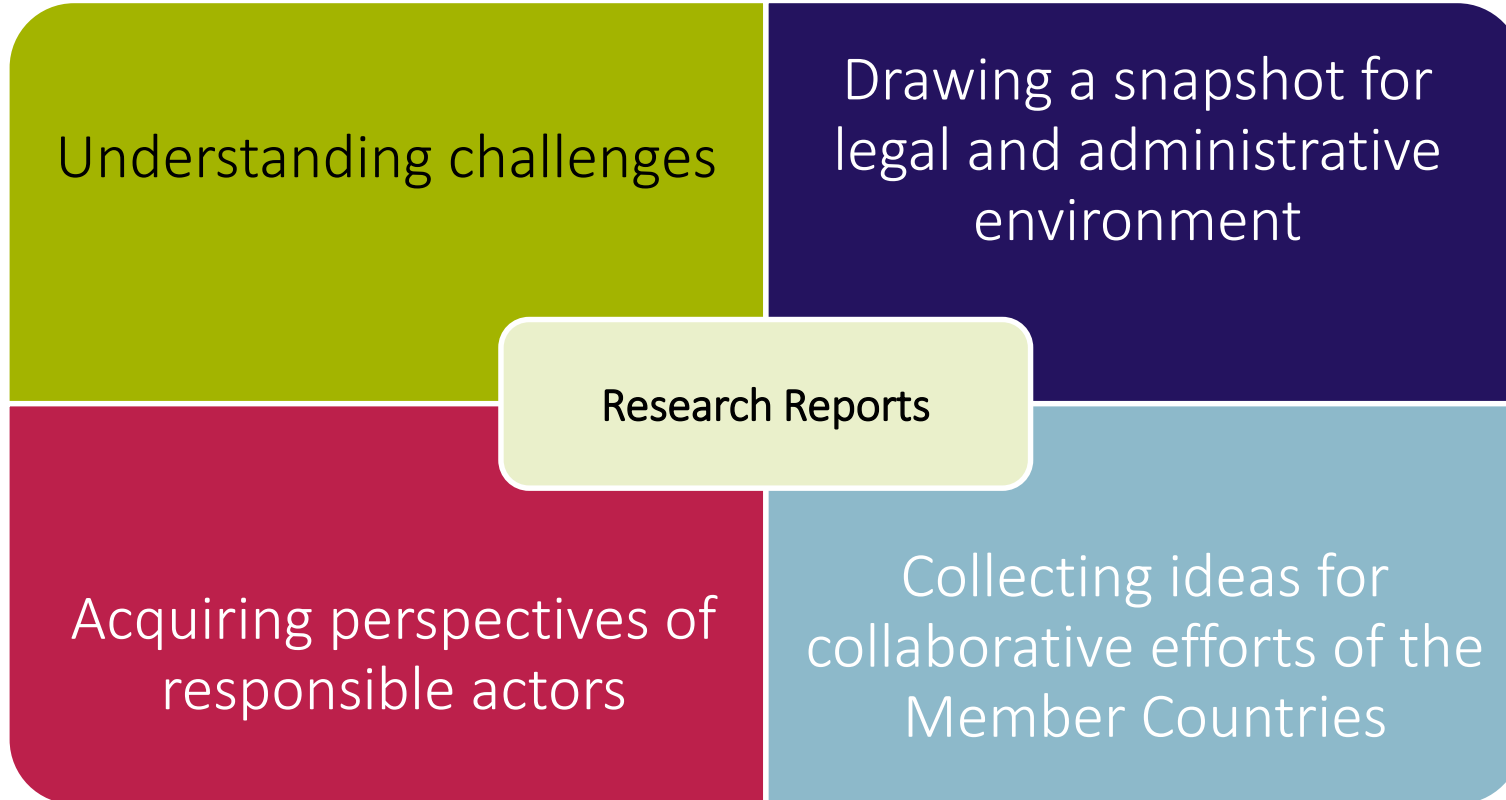 Understanding challenges
Drawing a snapshot for
legal and administrative
environment
Research Reports
Acquiring perspectives of
responsible actors
Collecting ideas for
collaborative efforts of the
Member Countries